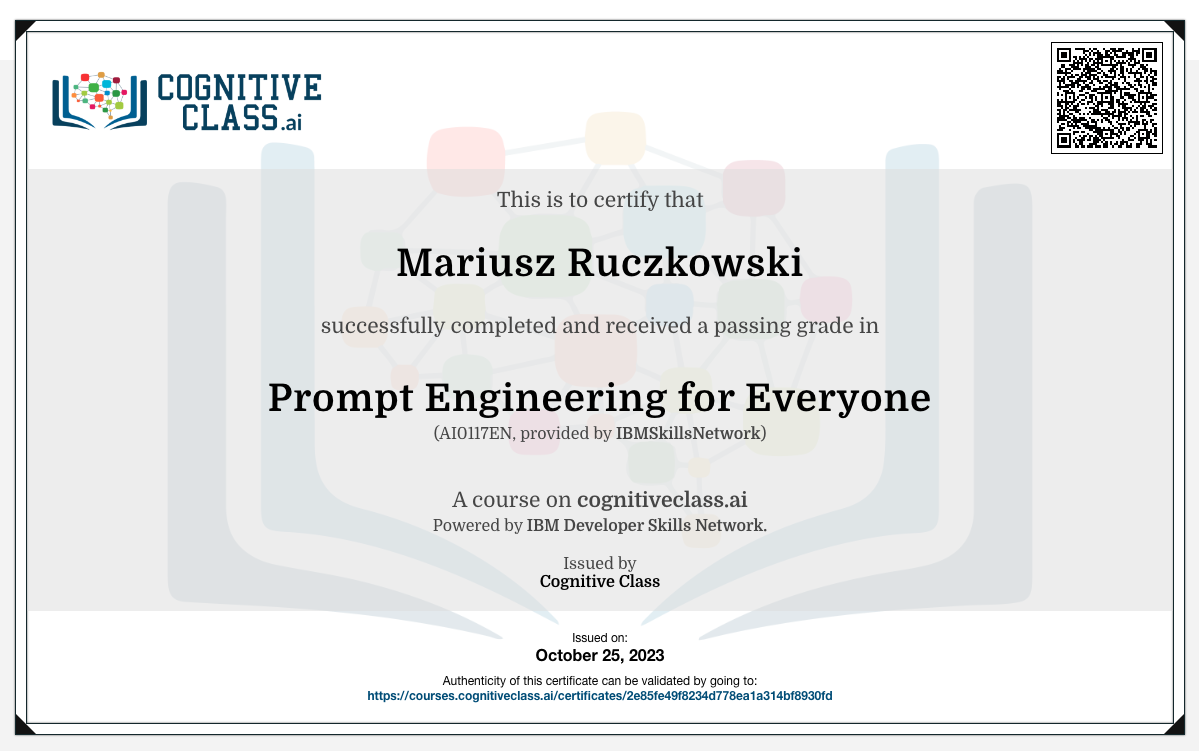 COGNITIVE
CLASS.ai
This is to certify that
Mariusz Ruczkowski
successfully completed and received a passing grade in
Prompt Engineering for Everyone
(AI0117EN, provided by IBMSkillsNetwork)
A course on cognitiveclass.ai
Powered by IBM Developer Skills Network.
Issued by
Cognitive Class
Issued on:
October 25, 2023
Authenticity of this certificate can be validated by going to:
https://courses.cognitiveclass.ai/certificates/2e85fe49f8234d778ea1a314bf8930fd